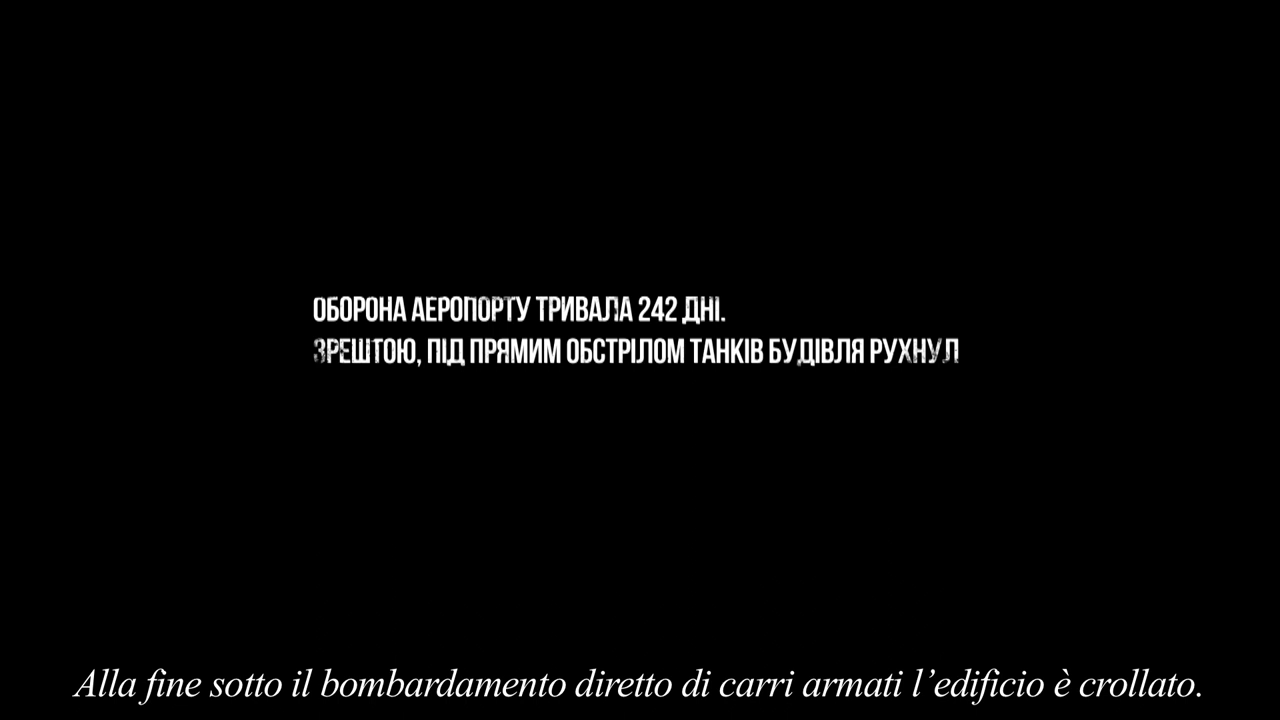 ОБОРОНА АЕРОПОРТУ ТРИВАЛА 242 ДНІ.
ЗРЕШТОЮ, ПІД ПРЯМИМ ОБСТРІЛОМ ТАНКІВ БУДІВЛЯ РУХНУЛ
Alla fine sotto il bombardamento diretto di carri armati l’edificio è crollato.